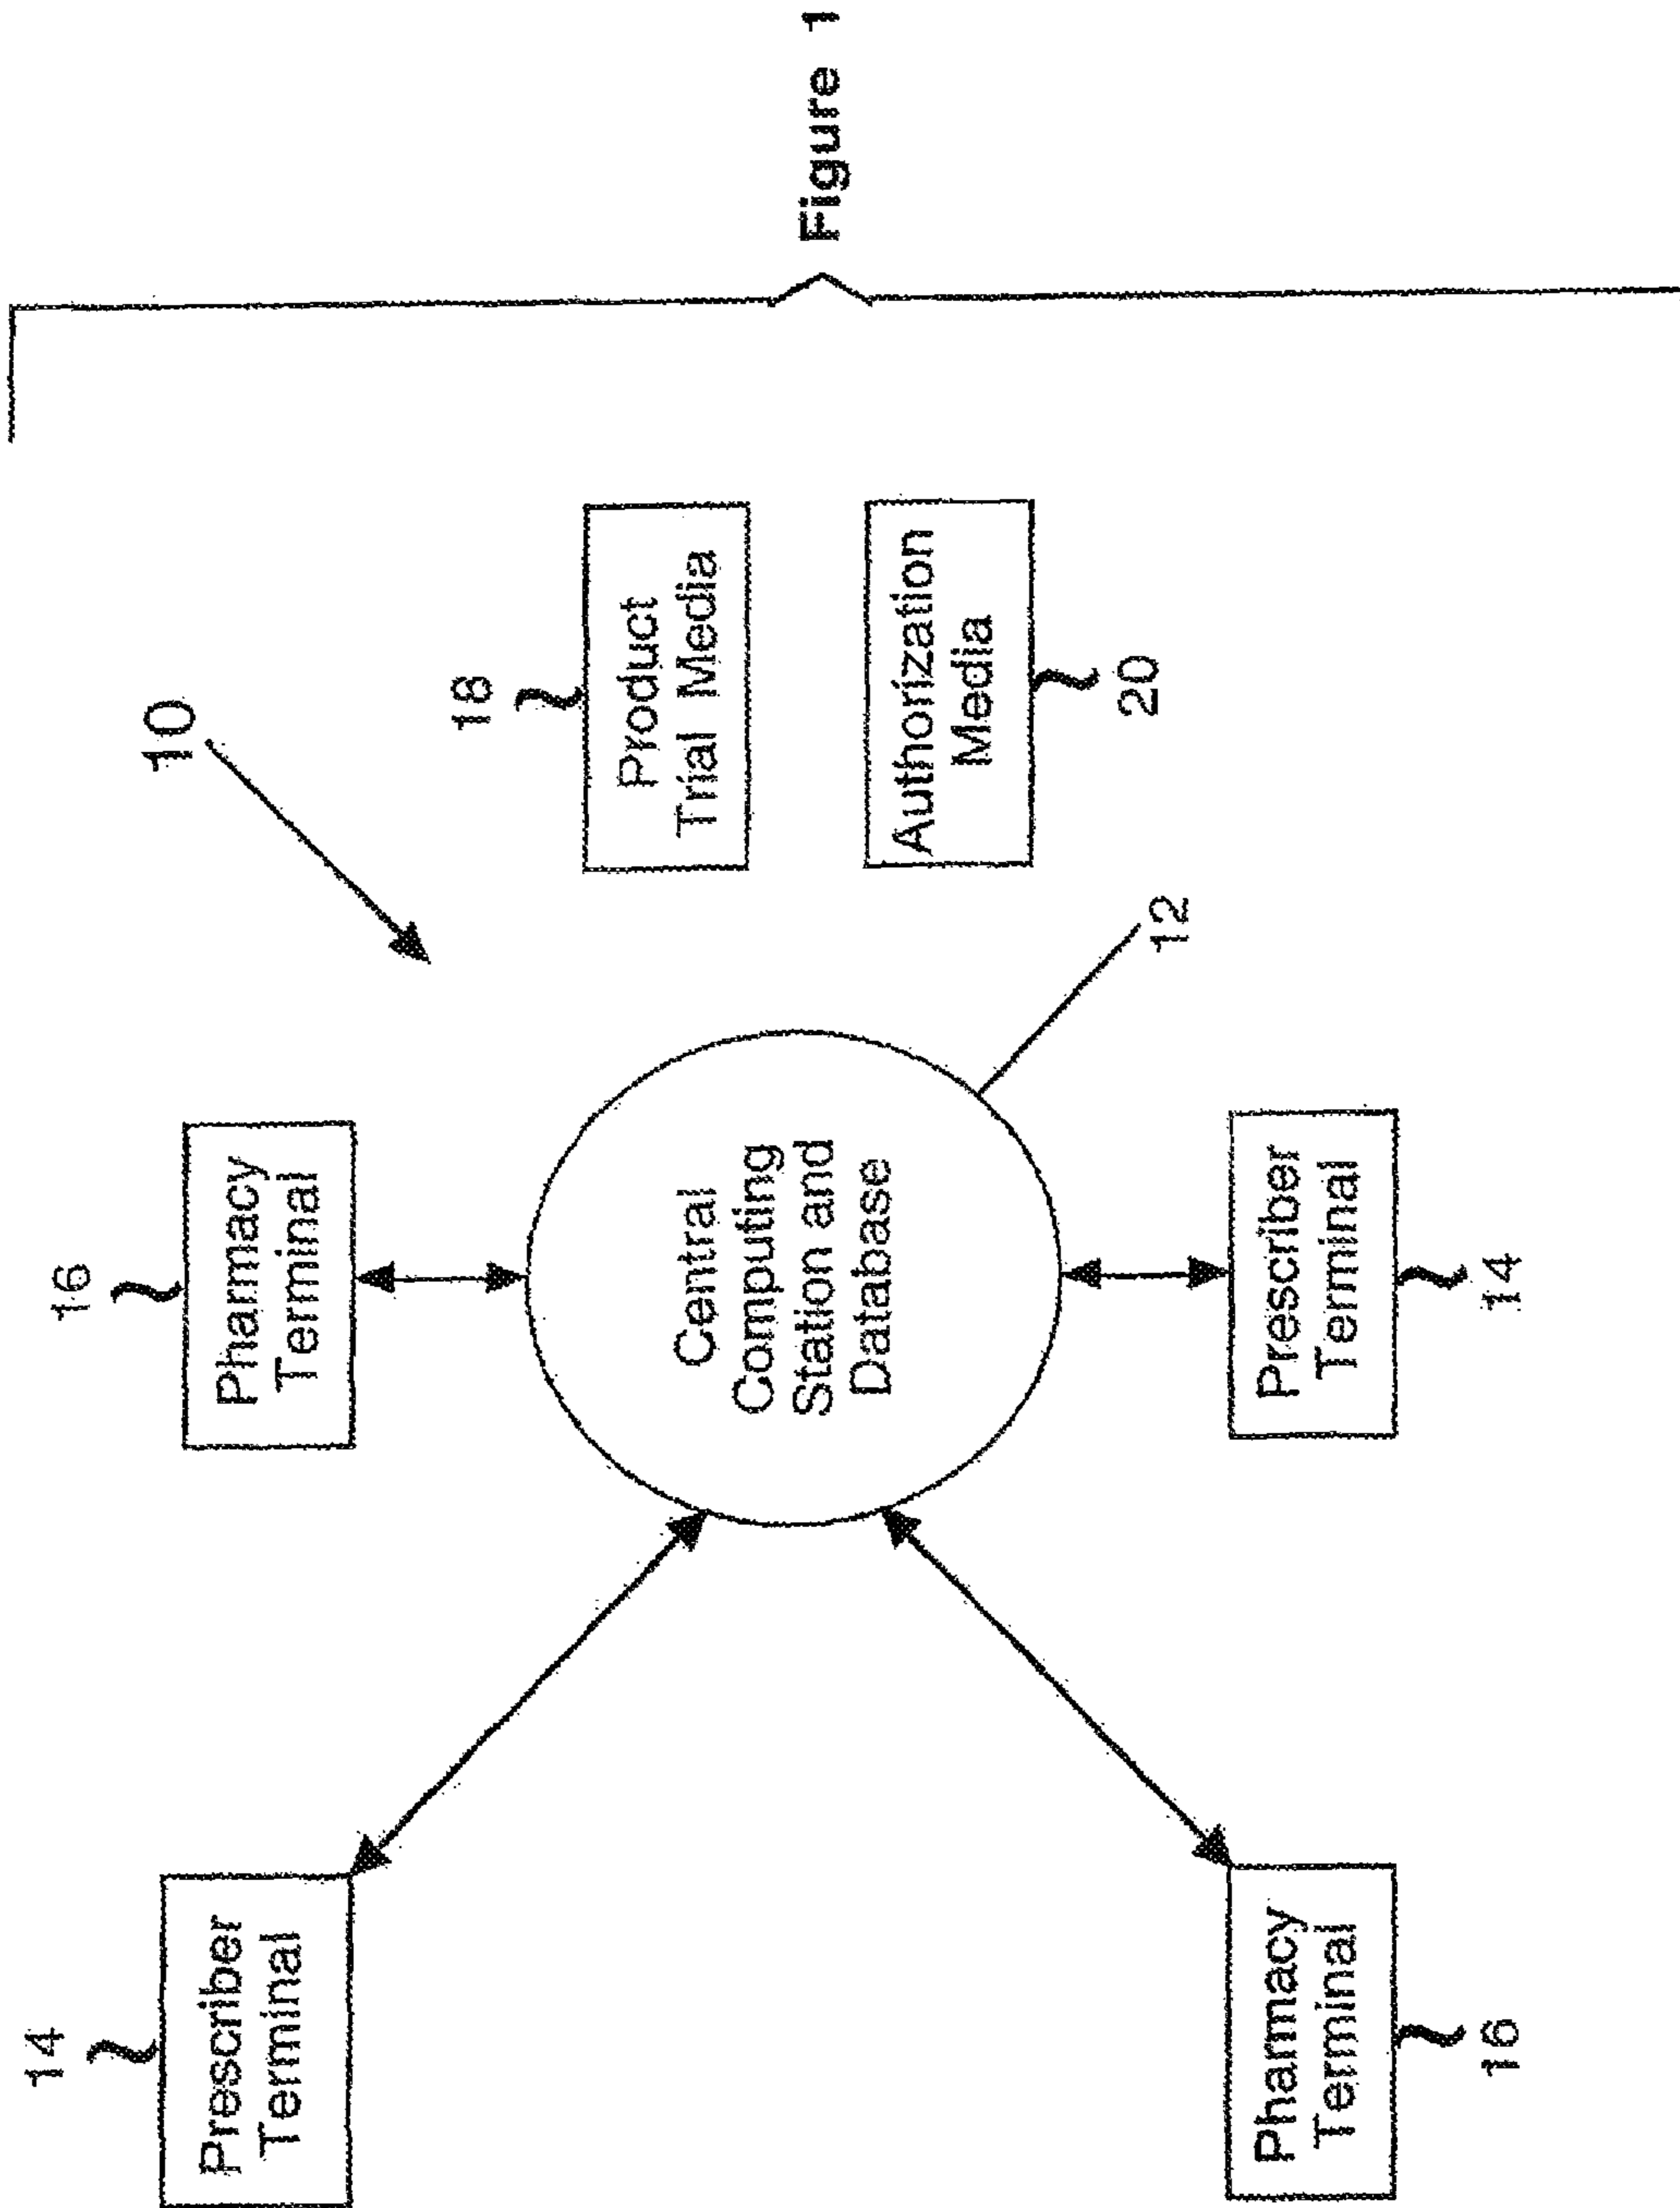 14
Prescriber
Terminal
16
Pharmacy
Terminal
10
18
Product
Trial Media
Central
Computing
Station and
Database
12
Authorization
Media
20
Pharmacy
Terminal
16
Prescriber
Terminal
14
Figure 1